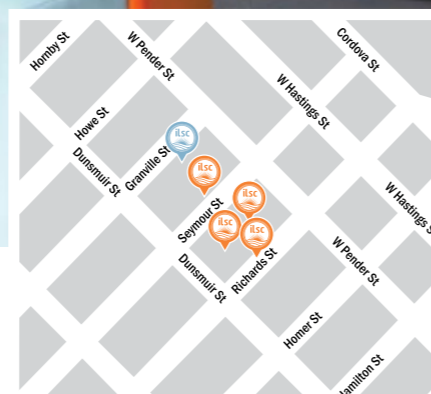 Hornby St
W Pender St
Cordova St
Howe St
W Hastings St
Dunsmuir St
Granville St
ilsc
ilsc
Seymour St
ilsc
ilsc
ilsc
W Hastings S
Dunsmuir St
Richards St
W Pender St
Homer St
Hamilton St